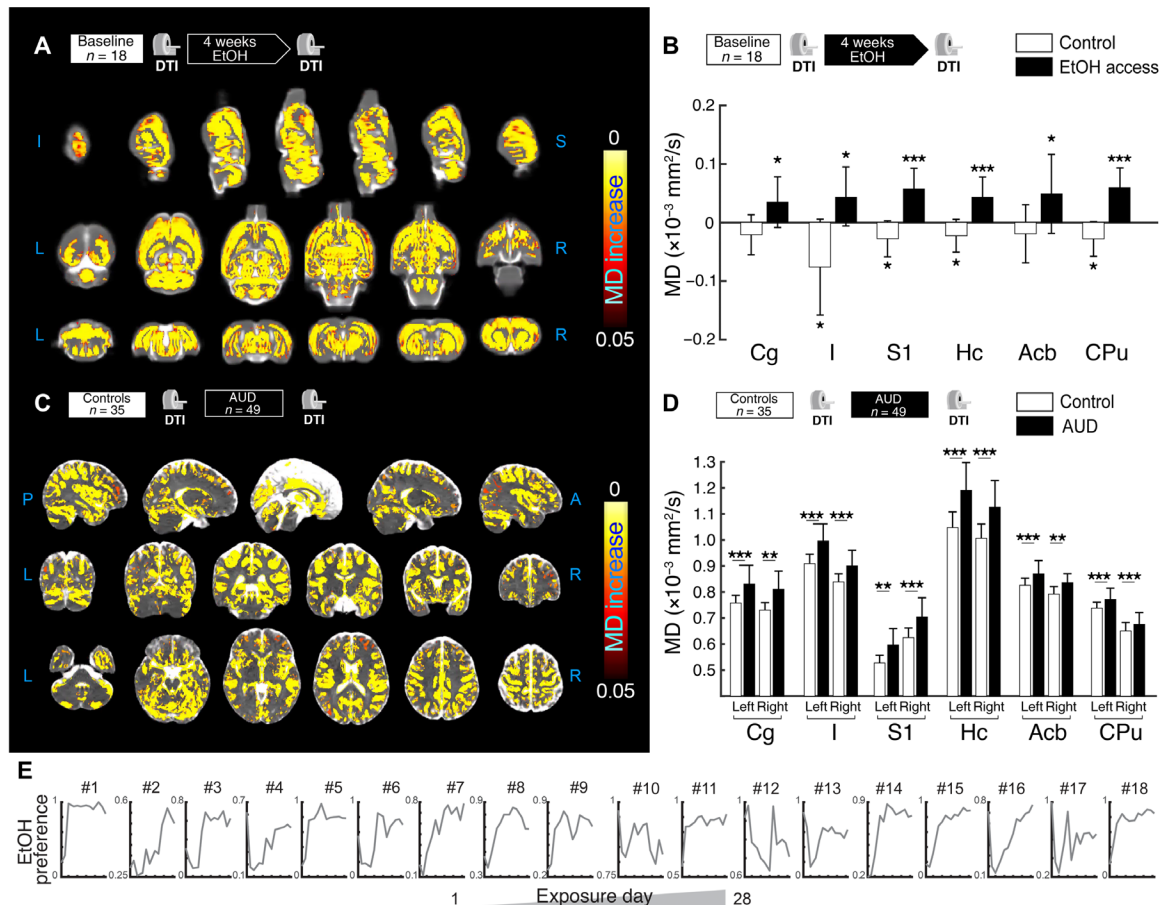 A
Baseline
n = 18
DTI
4 weeks
EtOH
DTI
I
S
L
R
L
R
0
MD increase
0.05
B
Baseline
n = 18
DTI
4 weeks
EtOH
DTI
Control
EtOH access
MD (×10⁻³ mm²/s)
0.2
0.1
0
−0.1
−0.2
* * *** *** * ***
* * * *
Cg I S1 Hc Acb CPu
C
Controls
n = 35
DTI
AUD
n = 49
DTI
P
A
L
R
L
R
0
MD increase
0.05
D
Controls
n = 35
DTI
AUD
n = 49
DTI
Control
AUD
MD (×10⁻³ mm²/s)
1.3
1.2
1.1
1.0
0.9
0.8
0.7
0.6
0.5
*** ** *** *** ** *** *** *** *** ** *** ***
Left Right Left Right Left Right Left Right Left Right Left Right
Cg I S1 Hc Acb CPu
E
EtOH
preference
#1 #2 #3 #4 #5 #6 #7 #8 #9 #10 #11 #12 #13 #14 #15 #16 #17 #18
1 0.6 0.8 0.7 1 1 0.8 0.9 0.9 1 1 1 1 0.9 1 0.8 1 1
0 0.25 0 0 0 0 0.1 0.3 0.2 0 0.75 0.6 0 0.2 0 0 0.2 0
1 Exposure day 28